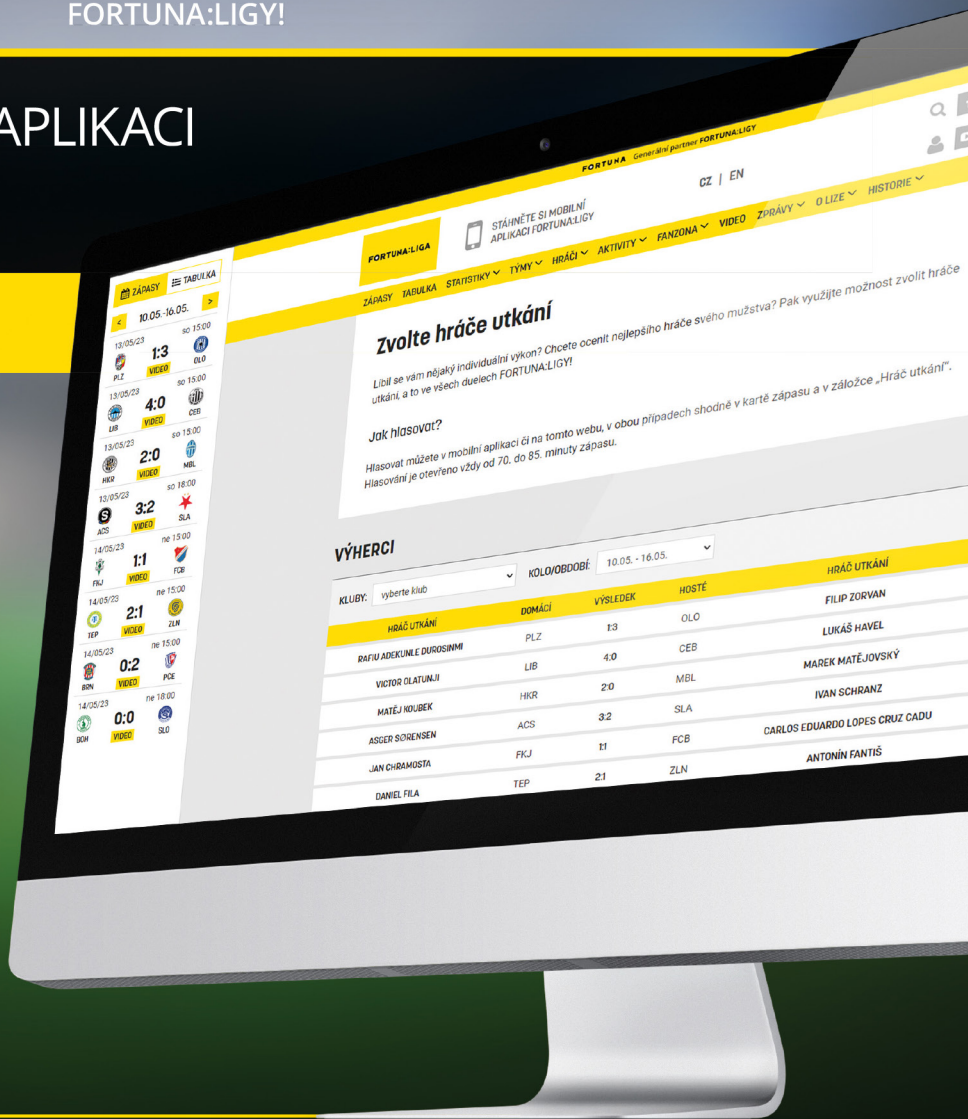 FORTUNA:LIGY!
APLIKACI
FORTUNA Generální partner FORTUNA:LIGY
CZ | EN
FORTUNA:LIGA
STÁHNĚTE SI MOBILNÍ
APLIKACI FORTUNA:LIGY
ZÁPASY TABULKA STATISTIKY TÝMY HRÁČI AKTIVITY FANZONA VIDEO ZPRÁVY O LIZE HISTORIE
ZÁPASY TABULKA
< 10.05.-16.05. >
13/05/23 so 15:00
1:3
PLZ VIDEO OLO
13/05/23 so 15:00
4:0
LIB VIDEO CEB
13/05/23 so 15:00
2:0
HKR VIDEO MBL
13/05/23 so 18:00
S 3:2
ACS VIDEO SLA
14/05/23 ne 15:00
1:1
FKJ VIDEO FCB
14/05/23 ne 15:00
2:1
TEP VIDEO ZLN
14/05/23 ne 15:00
0:2
BRN VIDEO PCE
14/05/23 ne 18:00
0:0
BOH VIDEO SLO
Zvolte hráče utkání
Líbil se vám nějaký individuální výkon? Chcete ocenit nejlepšího hráče svého mužstva? Pak využijte možnost zvolit hráče
utkání, a to ve všech duelech FORTUNA:LIGY!
Jak hlasovat?
Hlasovat můžete v mobilní aplikaci či na tomto webu, v obou případech shodně v kartě zápasu a v záložce „Hráč utkání“.
Hlasování je otevřeno vždy od 70. do 85. minuty zápasu.
VÝHERCI
KLUBY: vyberte klub KOLO/OBDOBÍ: 10.05. - 16.05.
HRÁČ UTKÁNÍ DOMÁCÍ VÝSLEDEK HOSTÉ HRÁČ UTKÁNÍ
RAFIU ADEKUNLE DUROSINMI PLZ 1:3 OLO FILIP ZORVAN
VICTOR OLATUNJI LIB 4:0 CEB LUKÁŠ HAVEL
MATĚJ KOUBEK HKR 2:0 MBL MAREK MATĚJOVSKÝ
ASGER SØRENSEN ACS 3:2 SLA IVAN SCHRANZ
JAN CHRAMOSTA FKJ 1:1 FCB CARLOS EDUARDO LOPES CRUZ CADU
DANIEL FILA TEP 2:1 ZLN ANTONÍN FANTIŠ